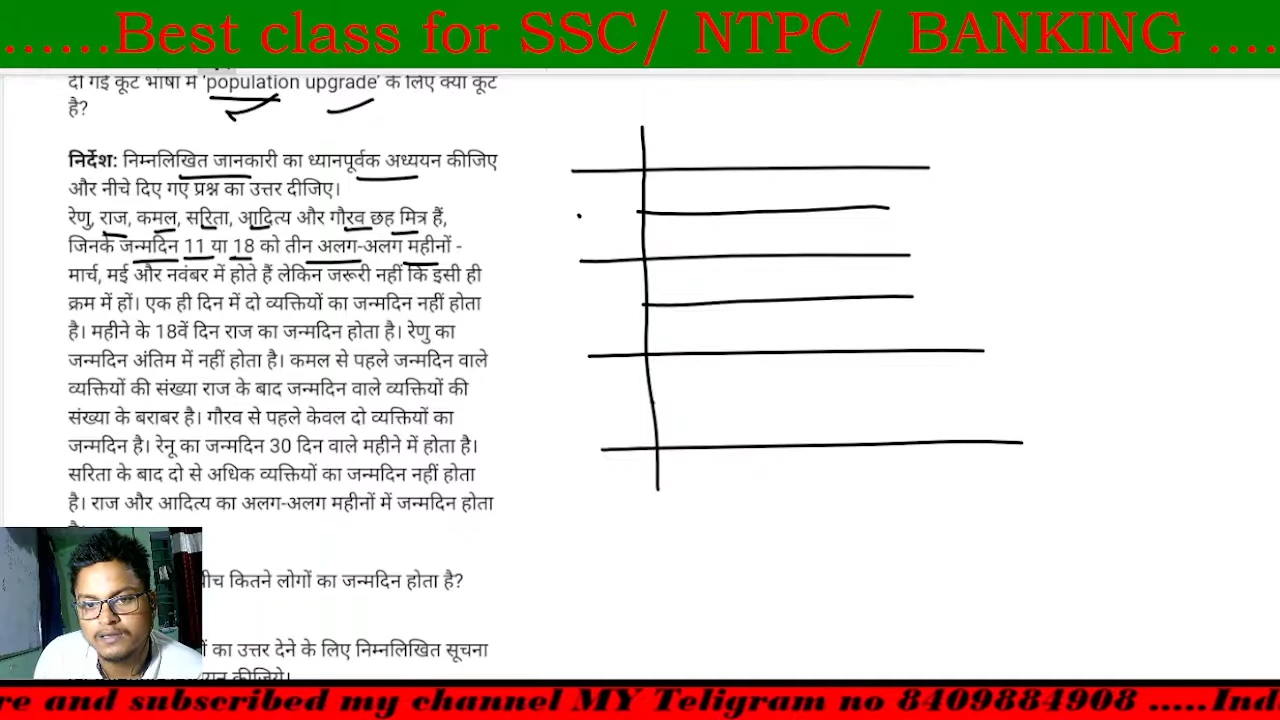 ......Best class for SSC/ NTPC/ BANKING ....
दी गई कूट भाषा में 'population upgrade' के लिए क्या कूट
है?
निर्देश: निम्नलिखित जानकारी का ध्यानपूर्वक अध्ययन कीजिए
और नीचे दिए गए प्रश्न का उत्तर दीजिए।
रेणु, राज, कमल, सरिता, आदित्य और गौरव छह मित्र हैं,
जिनके जन्मदिन 11 या 18 को तीन अलग-अलग महीनों -
मार्च, मई और नवंबर में होते हैं लेकिन जरूरी नहीं कि इसी ही
क्रम में हों। एक ही दिन में दो व्यक्तियों का जन्मदिन नहीं होता
है। महीने के 18वें दिन राज का जन्मदिन होता है। रेणु का
जन्मदिन अंतिम में नहीं होता है। कमल से पहले जन्मदिन वाले
व्यक्तियों की संख्या राज के बाद जन्मदिन वाले व्यक्तियों की
संख्या के बराबर है। गौरव से पहले केवल दो व्यक्तियों का
जन्मदिन है। रेनू का जन्मदिन 30 दिन वाले महीने में होता है।
सरिता के बाद दो से अधिक व्यक्तियों का जन्मदिन नहीं होता
है। राज और आदित्य का अलग-अलग महीनों में जन्मदिन होता
कितने लोगों का जन्मदिन होता है?
का उत्तर देने के लिए निम्नलिखित सूचना
re and subscribed my channel MY Teligram no 8409884908 .....Ind